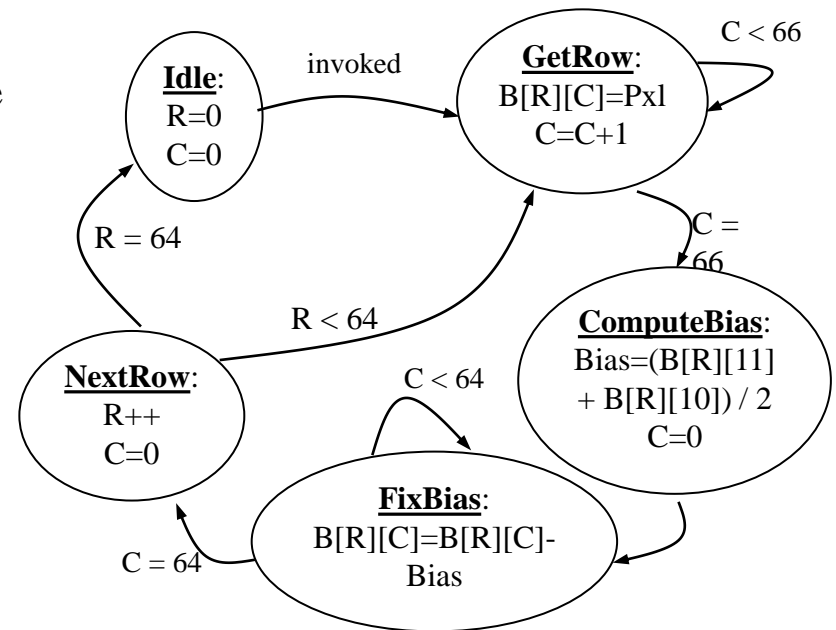 e
invoked
C < 66
Idle:
R=0
C=0
GetRow:
B[R][C]=Pxl
C=C+1
R = 64
C =
66
R < 64
ComputeBias:
Bias=(B[R][11]
+ B[R][10]) / 2
C=0
NextRow:
R++
C=0
C < 64
FixBias:
B[R][C]=B[R][C]-
Bias
C = 64